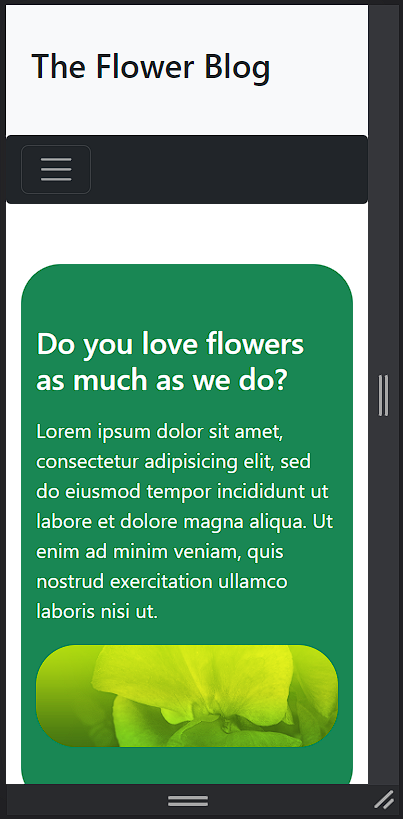 The Flower Blog
Do you love flowers
as much as we do?
Lorem ipsum dolor sit amet,
consectetur adipisicing elit, sed
do eiusmod tempor incididunt ut
labore et dolore magna aliqua. Ut
enim ad minim veniam, quis
nostrud exercitation ullamco
laboris nisi ut.